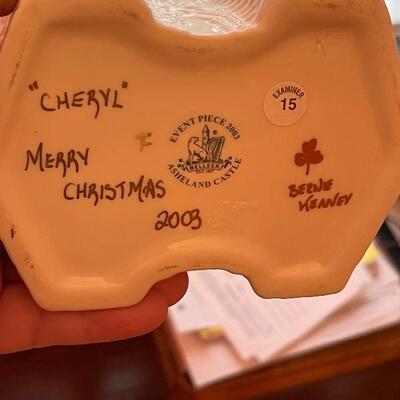 "CHERYL"
MERRY
CHRISTMAS
2003
EVENT PIECE 2003
BELLEEK
ASHELAND CASTLE
EXAMINER
15
BERNIE
KEANEY